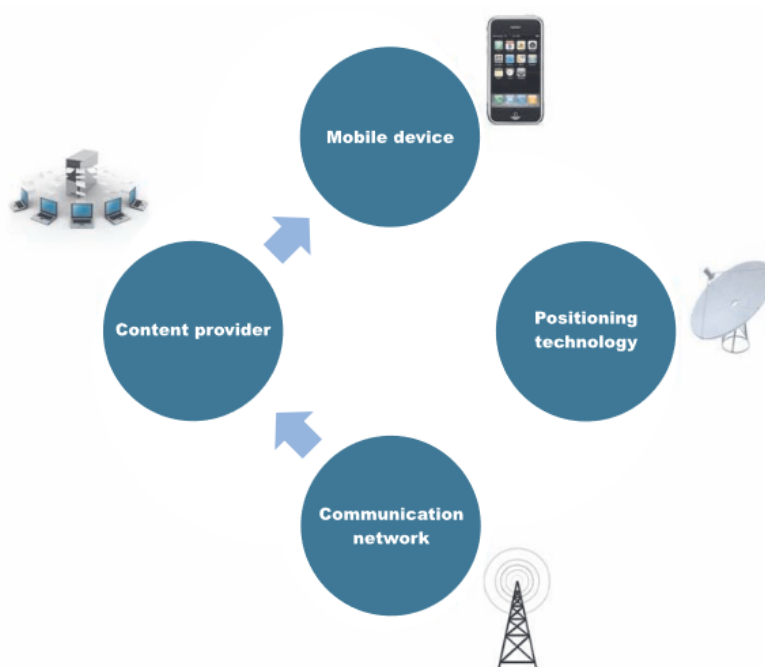 Mobile device
Content provider
Positioning
technology
Communication
network